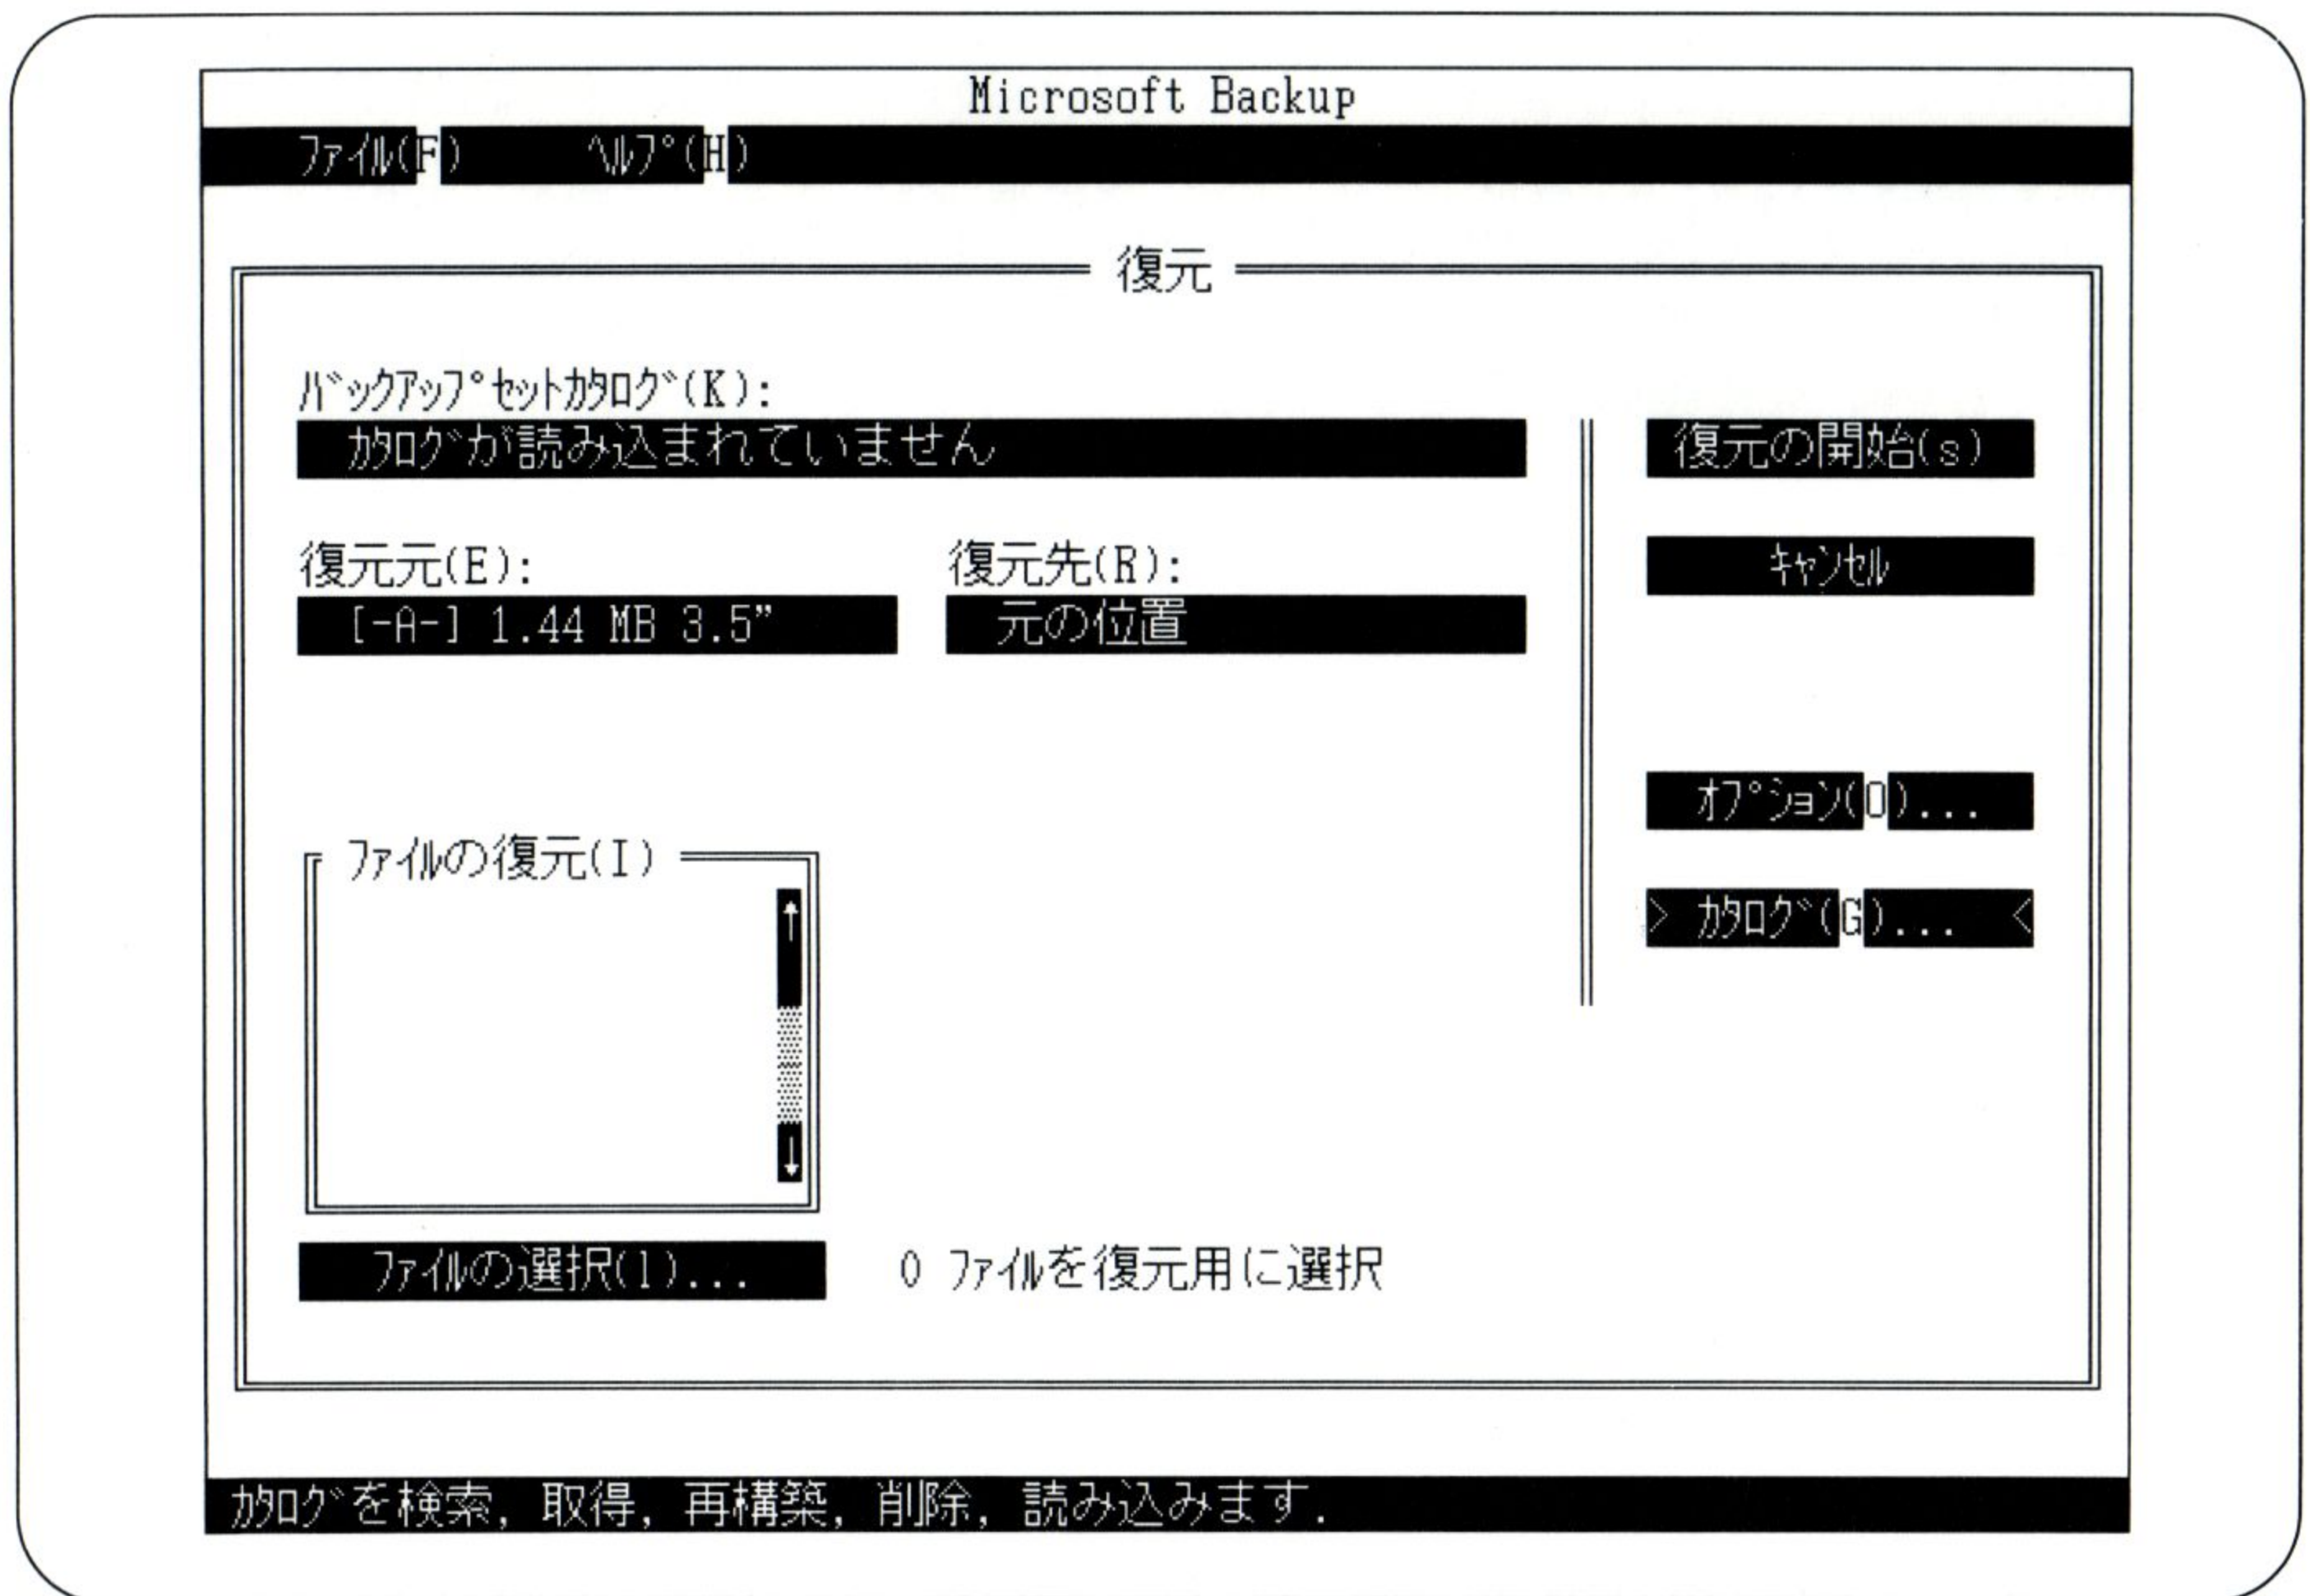 Microsoft Backup
ﾌｧｲﾙ(F) ﾍﾙﾌﾟ(H)
復元
ﾊﾞｯｸｱｯﾌﾟｾｯﾄｶﾀﾛｸﾞ(K):
ｶﾀﾛｸﾞが読み込まれていません
復元の開始(s)
復元元(E): 復元先(R):
[-A-] 1.44 MB 3.5” 元の位置
ｷｬﾝｾﾙ
ｵﾌﾟｼｮﾝ(O)...
> ｶﾀﾛｸﾞ(G)... <
ﾌｧｲﾙの復元(I)
↑
↓
ﾌｧｲﾙの選択(l)... 0 ﾌｧｲﾙを復元用に選択
ｶﾀﾛｸﾞを検索, 取得, 再構築, 削除, 読み込みます.